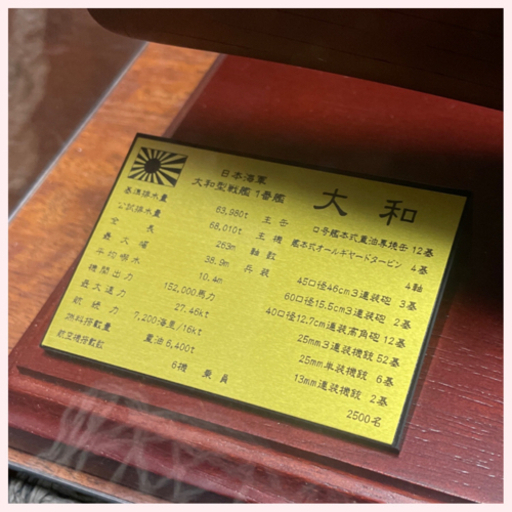 日本海軍
大和型戦艦 1番艦
大和
基準排水量 63,980t 主缶 ロ号艦本式重油専焼缶 12基
公試排水量 68,010t 主機 艦本式オールギヤードタービン 4基
全長 263m 軸数 4軸
最大幅 38.9m 兵装 45口径46cm3連装砲 3基
平均喫水 10.4m 60口径15.5cm3連装砲 2基
機関出力 152,000馬力 40口径12.7cm連装高角砲 12基
最大速力 27.46kt 25mm3連装機銃 52基
航続力 7,200海里/16kt 25mm単装機銃 6基
燃料搭載量 重油6,400t 13mm連装機銃 2基
航空機搭載数 6機 乗員 2500名